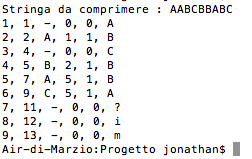 Stringa da comprimere : AABCBBABC
1, 1, -, 0, 0, A
2, 2, A, 1, 1, B
3, 4, -, 0, 0, C
4, 5, B, 2, 1, B
5, 7, A, 5, 1, B
6, 9, C, 5, 1, A
7, 11, -, 0, 0, ?
8, 12, -, 0, 0, i
9, 13, -, 0, 0, m
Air-di-Marzio:Progetto jonathan$